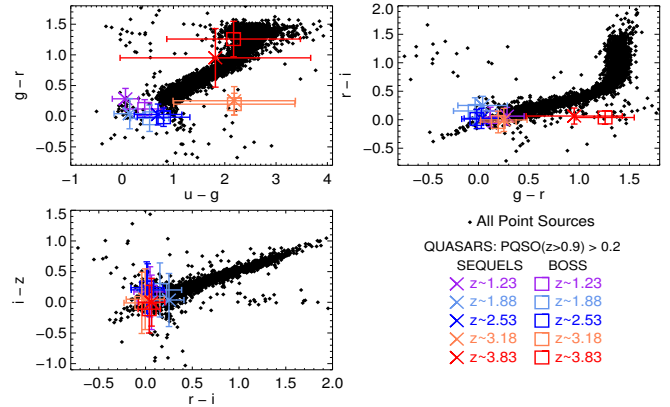 1.5
1.0
0.5
0.0
−0.5
g − r
−1 0 1 2 3 4
u − g
1.5
1.0
0.5
0.0
−0.5
r − i
−0.5 0.0 0.5 1.0 1.5
g − r
1.5
1.0
0.5
0.0
−0.5
−1.0
i − z
−0.5 0.0 0.5 1.0 1.5 2.0
r − i
All Point Sources
QUASARS: PQSO(z>0.9) > 0.2
SEQUELS BOSS
z~1.23 z~1.23
z~1.88 z~1.88
z~2.53 z~2.53
z~3.18 z~3.18
z~3.83 z~3.83